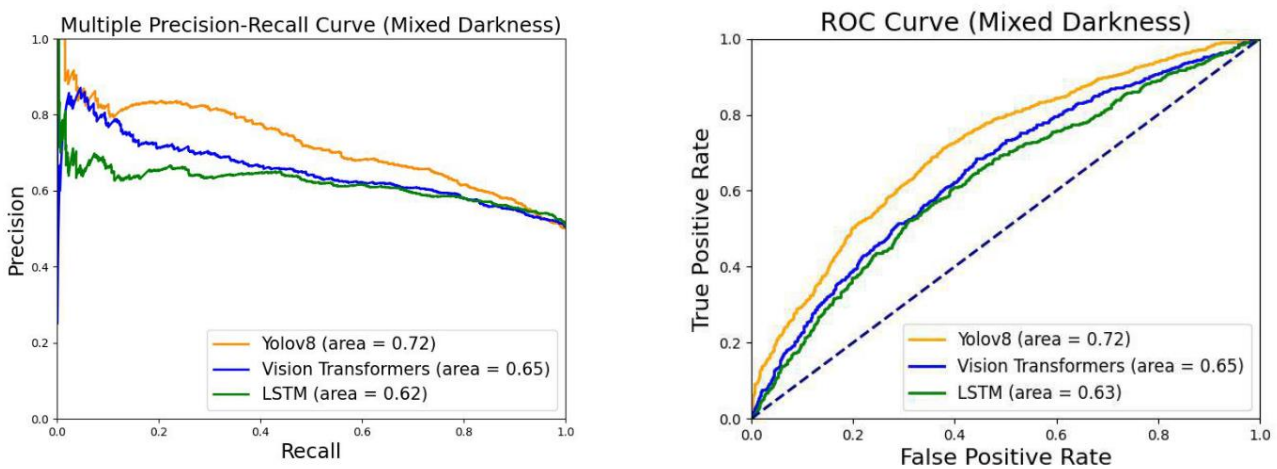 Multiple Precision-Recall Curve (Mixed Darkness)
1.0
0.8
0.6
0.4
0.2
0.0
Precision
0.0 0.2 0.4 0.6 0.8 1.0
Recall
Yolov8 (area = 0.72)
Vision Transformers (area = 0.65)
LSTM (area = 0.62)
ROC Curve (Mixed Darkness)
1.0
0.8
0.6
0.4
0.2
0.0
True Positive Rate
0.0 0.2 0.4 0.6 0.8 1.0
False Positive Rate
Yolov8 (area = 0.72)
Vision Transformers (area = 0.65)
LSTM (area = 0.63)